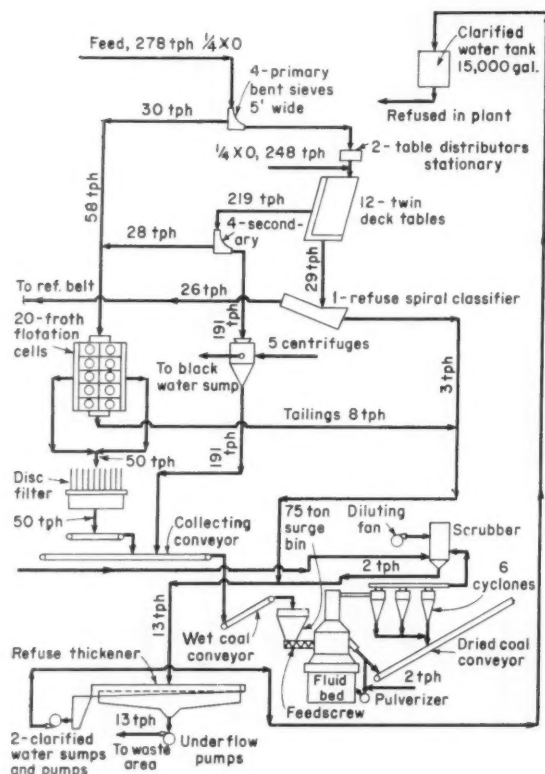 Feed, 278 tph 1/4 X O
4-primary
bent sieves
5' wide
Clarified
water tank
15,000 gal.
Refused in plant
30 tph
1/4 X O, 248 tph
2-table distributors
stationary
58 tph
219 tph
12-twin
deck tables
28 tph
4-second-
ary
29 tph
To ref. belt
26 tph
1-refuse spiral classifier
20-froth
flotation
cells
191
tph
5 centrifuges
To black
water sump
3 tph
Tailings 8 tph
50 tph
191
tph
Disc
filter
50 tph
Collecting
conveyor
75 ton
surge
bin
Diluting
fan
Scrubber
2 tph
6
cyclones
13 tph
Wet coal
conveyor
Dried coal
conveyor
Refuse thickener
Fluid
bed
2 tph
Pulverizer
Feedscrew
13 tph
To waste
area
Underflow
pumps
2-clarified
water sumps
and pumps